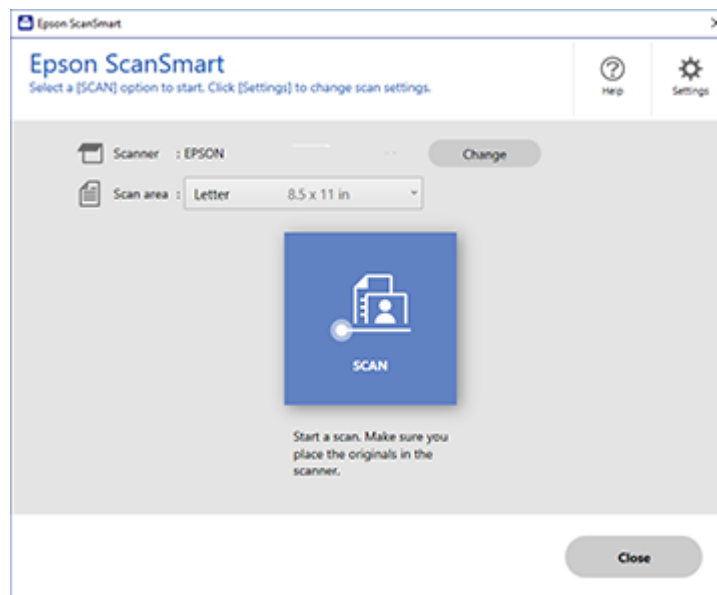 Epson ScanSmart
Epson ScanSmart
Select a [SCAN] option to start. Click [Settings] to change scan settings.
Help
Settings
Scanner : EPSON
Change
Scan area : Letter 8.5 x 11 in
SCAN
Start a scan. Make sure you
place the originals in the
scanner.
Close